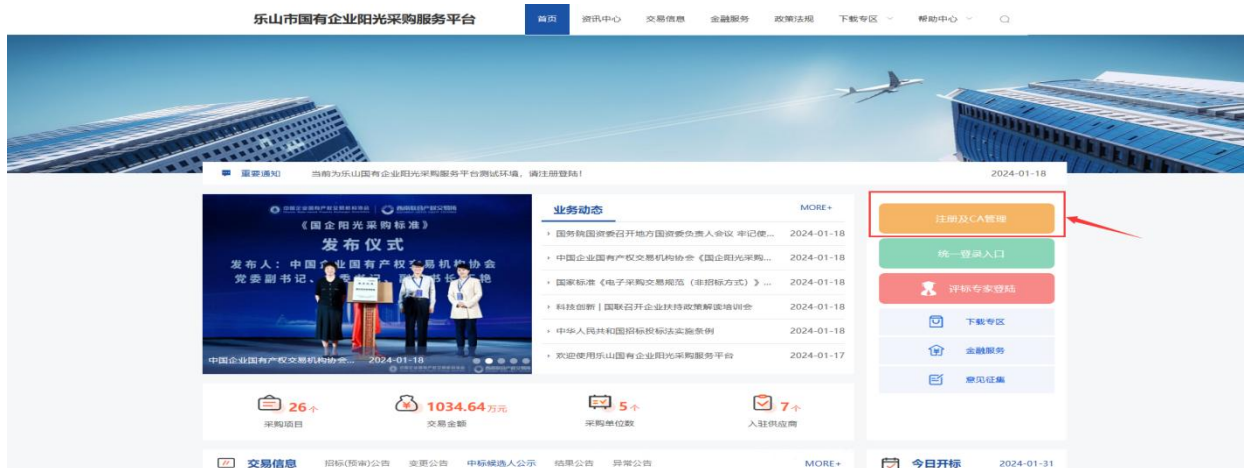 乐山市国有企业阳光采购服务平台
首页 资讯中心 交易信息 金融服务 政策法规 下载专区 帮助中心
重要通知 当前为乐山国有企业阳光采购服务平台测试环境，请注册登陆！ 2024-01-18
《国企阳光采购标准》
发布仪式
发布人：中国企业国有产权交易机构协会
党委副书记、
中国企业国有产权交易机构协会... 2024-01-18
业务动态 MORE+
国务院国资委召开地方国资委负责人会议 牢记使... 2024-01-18
中国企业国有产权交易机构协会《国企阳光采购... 2024-01-18
国家标准《电子采购交易规范（非招标方式）》... 2024-01-18
科技创新 | 国联召开企业扶持政策解读培训会 2024-01-18
中华人民共和国招标投标法实施条例 2024-01-18
欢迎使用乐山国有企业阳光采购服务平台 2024-01-17
注册及CA管理
统一登录入口
评标专家登陆
下载专区
金融服务
意见征集
26个
采购项目
1034.64万元
交易金额
5个
采购单位数
7个
入驻供应商
交易信息 招标(预审)公告 变更公告 中标候选人公示 结果公告 异常公告 MORE+
今日开标 2024-01-31